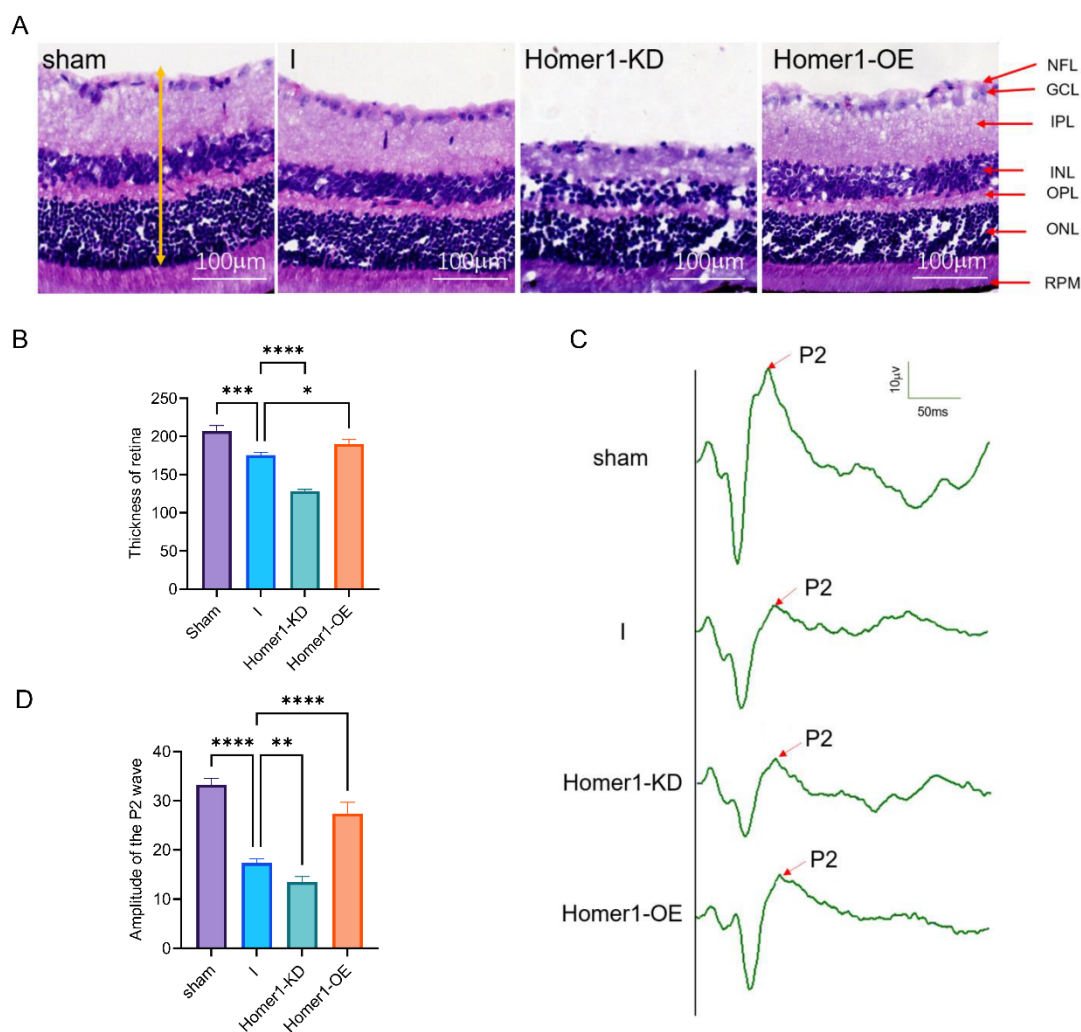 A
sham
I
Homer1-KD
Homer1-OE
NFL
GCL
IPL
INL
OPL
ONL
RPM
100μm
100μm
100μm
100μm
B
****
***
*
250
200
150
100
50
0
Thickness of retina
Sham
I
Homer1-KD
Homer1-OE
C
P2
10μv
50ms
sham
P2
I
P2
Homer1-KD
P2
Homer1-OE
D
****
****
**
40
30
20
10
0
Amplitude of the P2 wave
sham
I
Homer1-KD
Homer1-OE